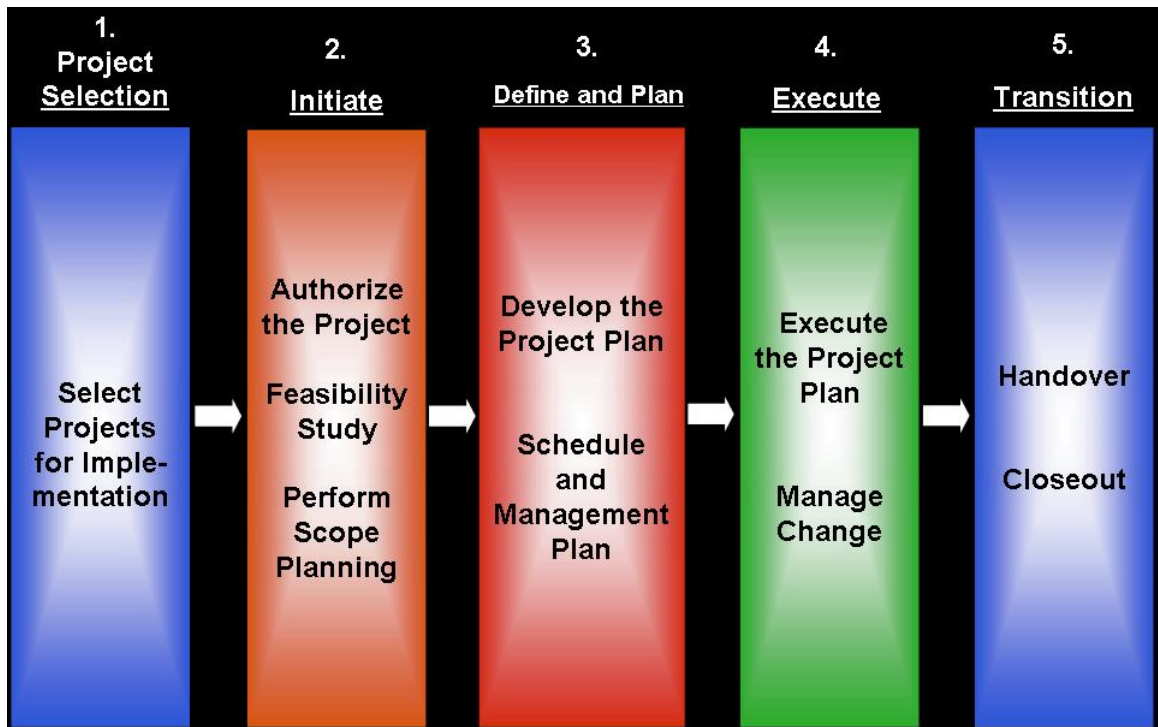 1.
Project
Selection
2.
Initiate
3.
Define and Plan
4.
Execute
5.
Transition
Select
Projects
for Imple-
mentation
Authorize
the Project
Feasibility
Study
Perform
Scope
Planning
Develop the
Project Plan
Schedule
and
Management
Plan
Execute
the Project
Plan
Manage
Change
Handover
Closeout